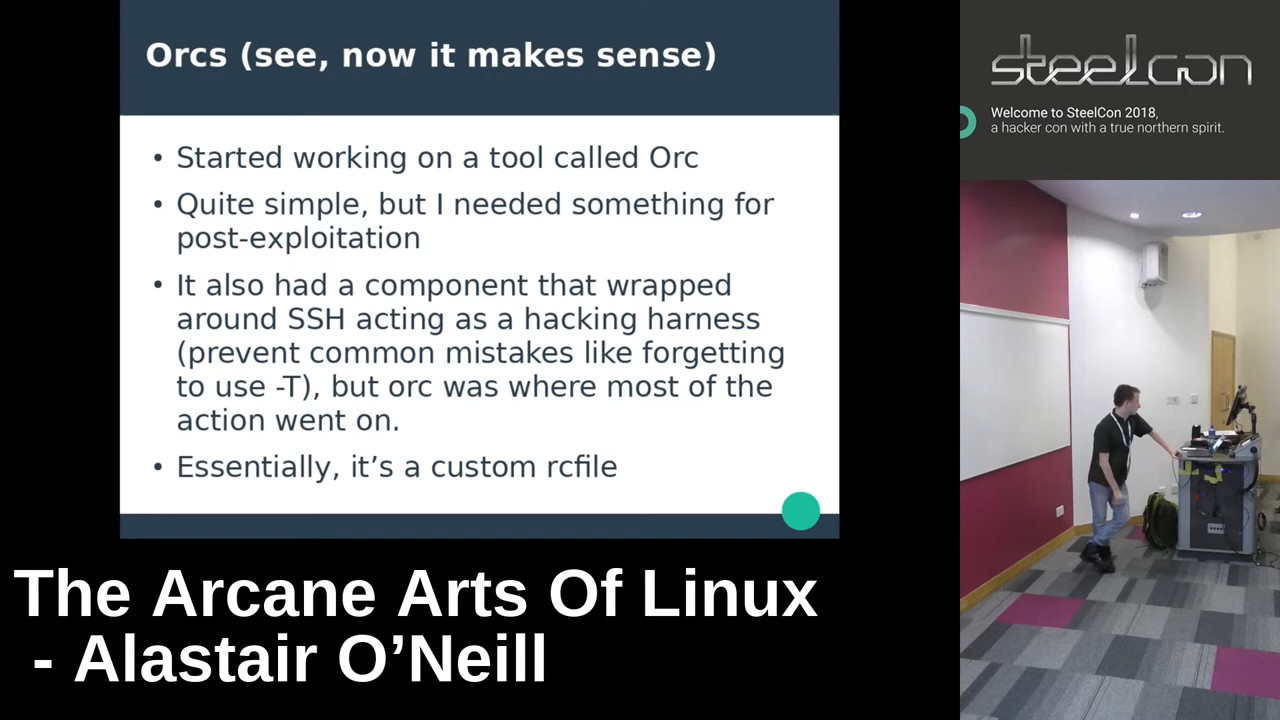 Orcs (see, now it makes sense)
• Started working on a tool called Orc
• Quite simple, but I needed something for
post-exploitation
• It also had a component that wrapped
around SSH acting as a hacking harness
(prevent common mistakes like forgetting
to use -T), but orc was where most of the
action went on.
• Essentially, it’s a custom rcfile
The Arcane Arts Of Linux
- Alastair O’Neill
steelcon
Welcome to SteelCon 2018,
a hacker con with a true northern spirit.